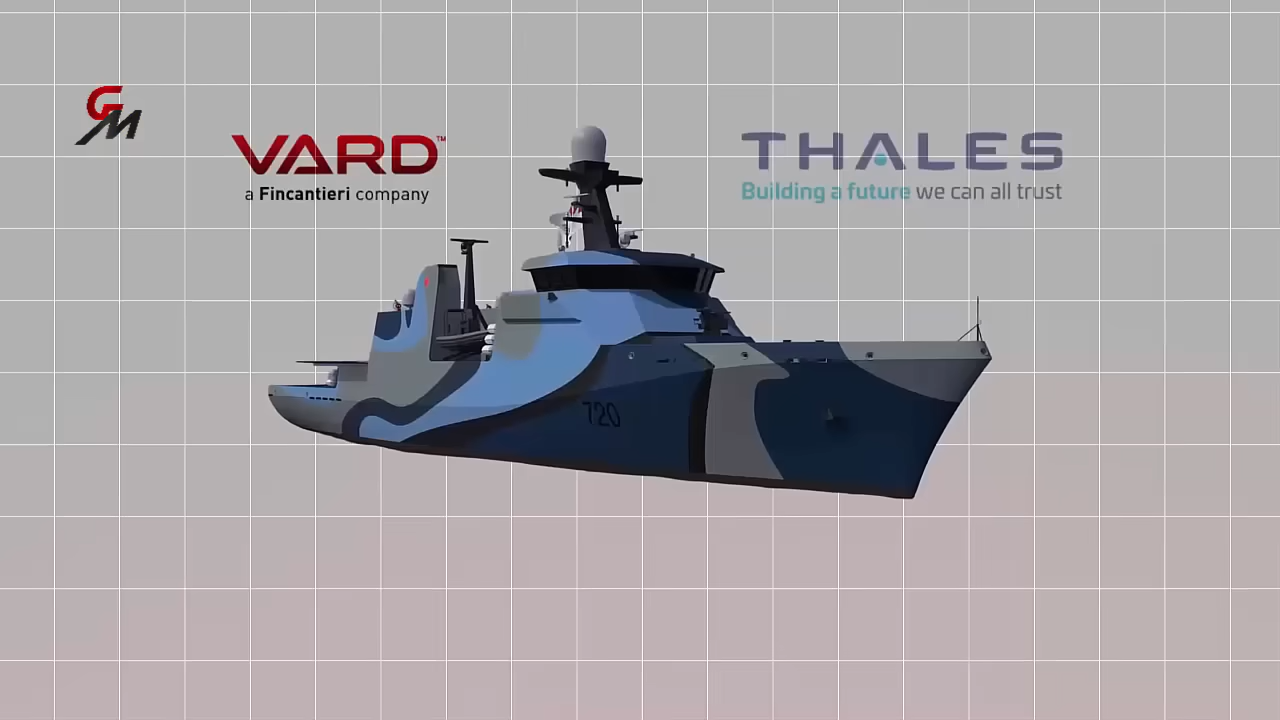 GM
VARD™
a Fincantieri company
THALES
Building a future we can all trust
720